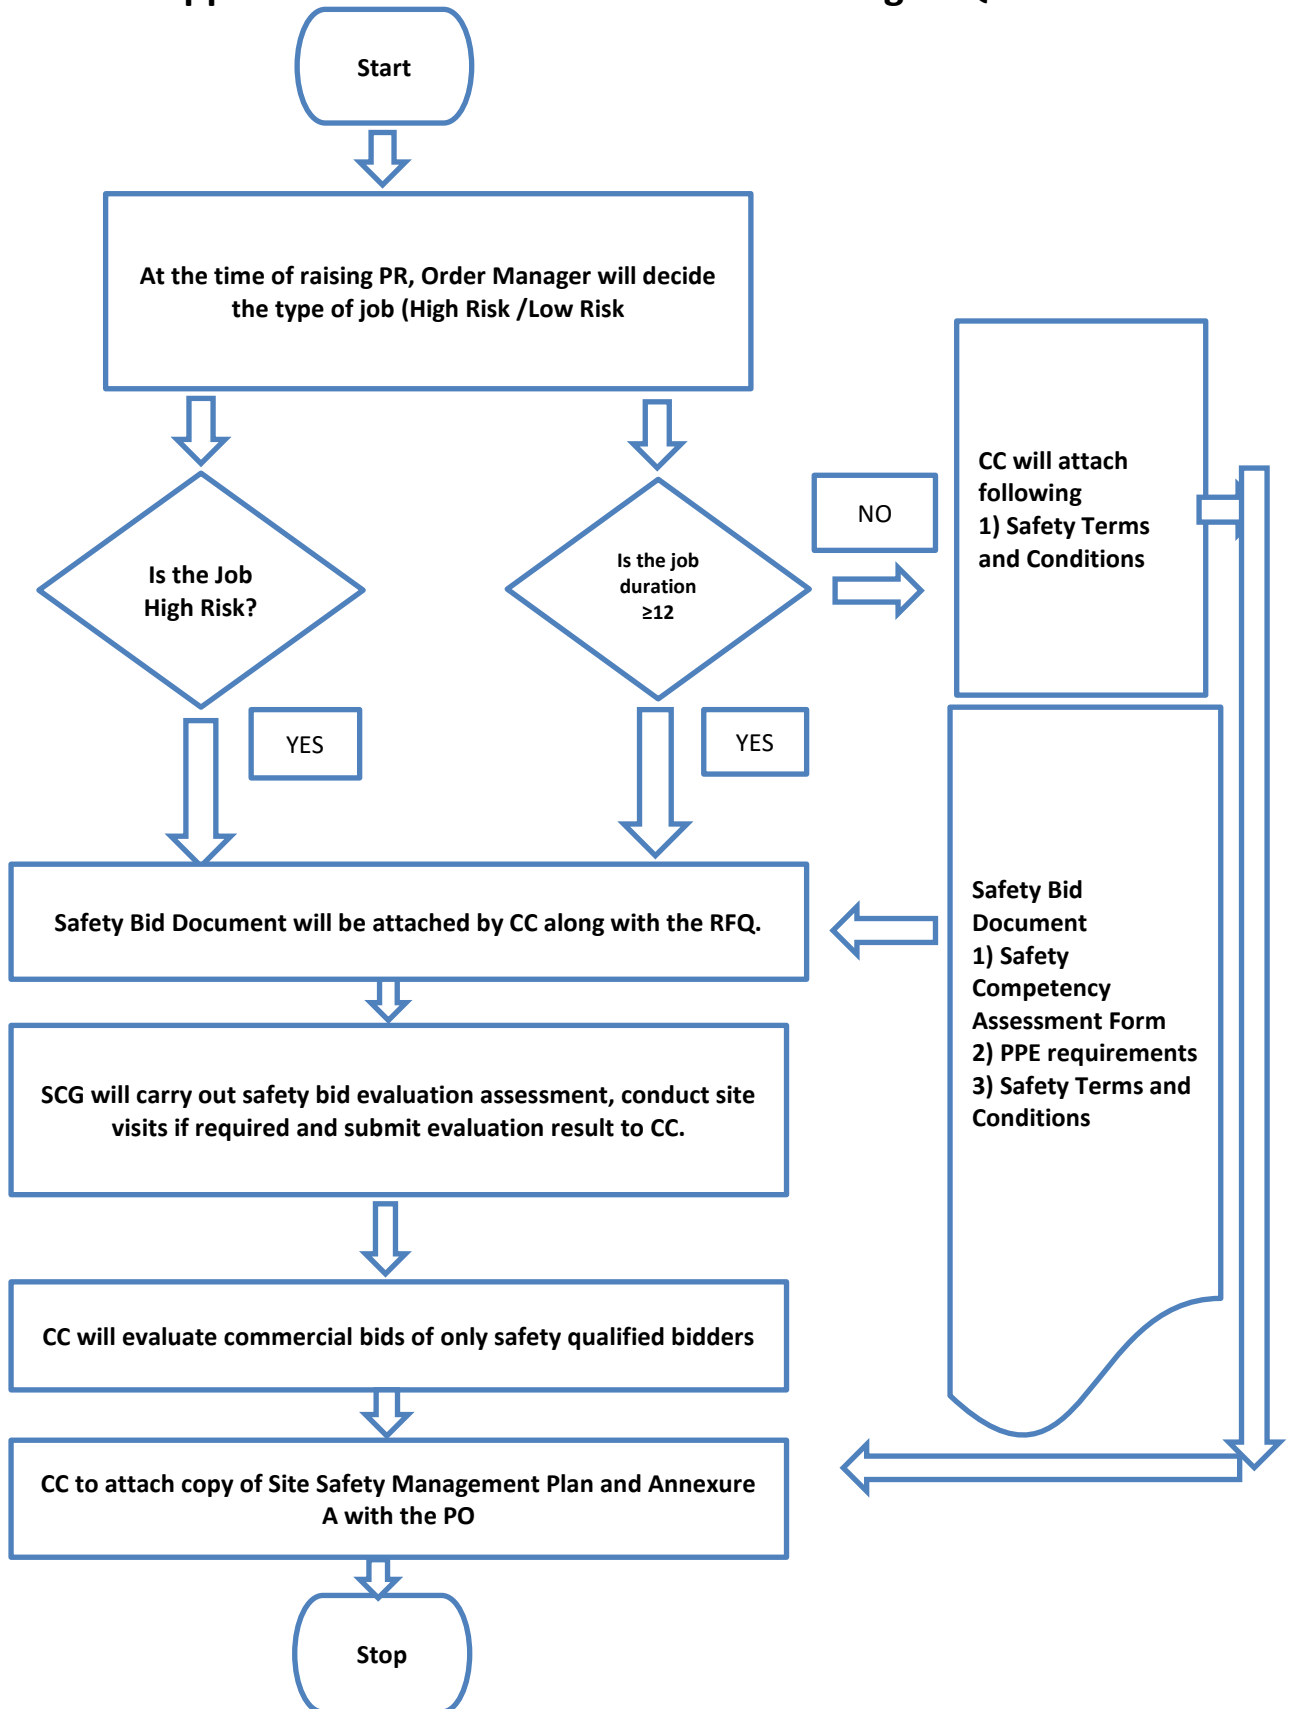 Start
At the time of raising PR, Order Manager will decide
the type of job (High Risk /Low Risk
CC will attach
following
1) Safety Terms
and Conditions
NO
Is the Job
High Risk?
Is the job
duration
≥12
YES
YES
Safety Bid
Document
1) Safety
Competency
Assessment Form
2) PPE requirements
3) Safety Terms and
Conditions
Safety Bid Document will be attached by CC along with the RFQ.
SCG will carry out safety bid evaluation assessment, conduct site
visits if required and submit evaluation result to CC.
CC will evaluate commercial bids of only safety qualified bidders
CC to attach copy of Site Safety Management Plan and Annexure
A with the PO
Stop